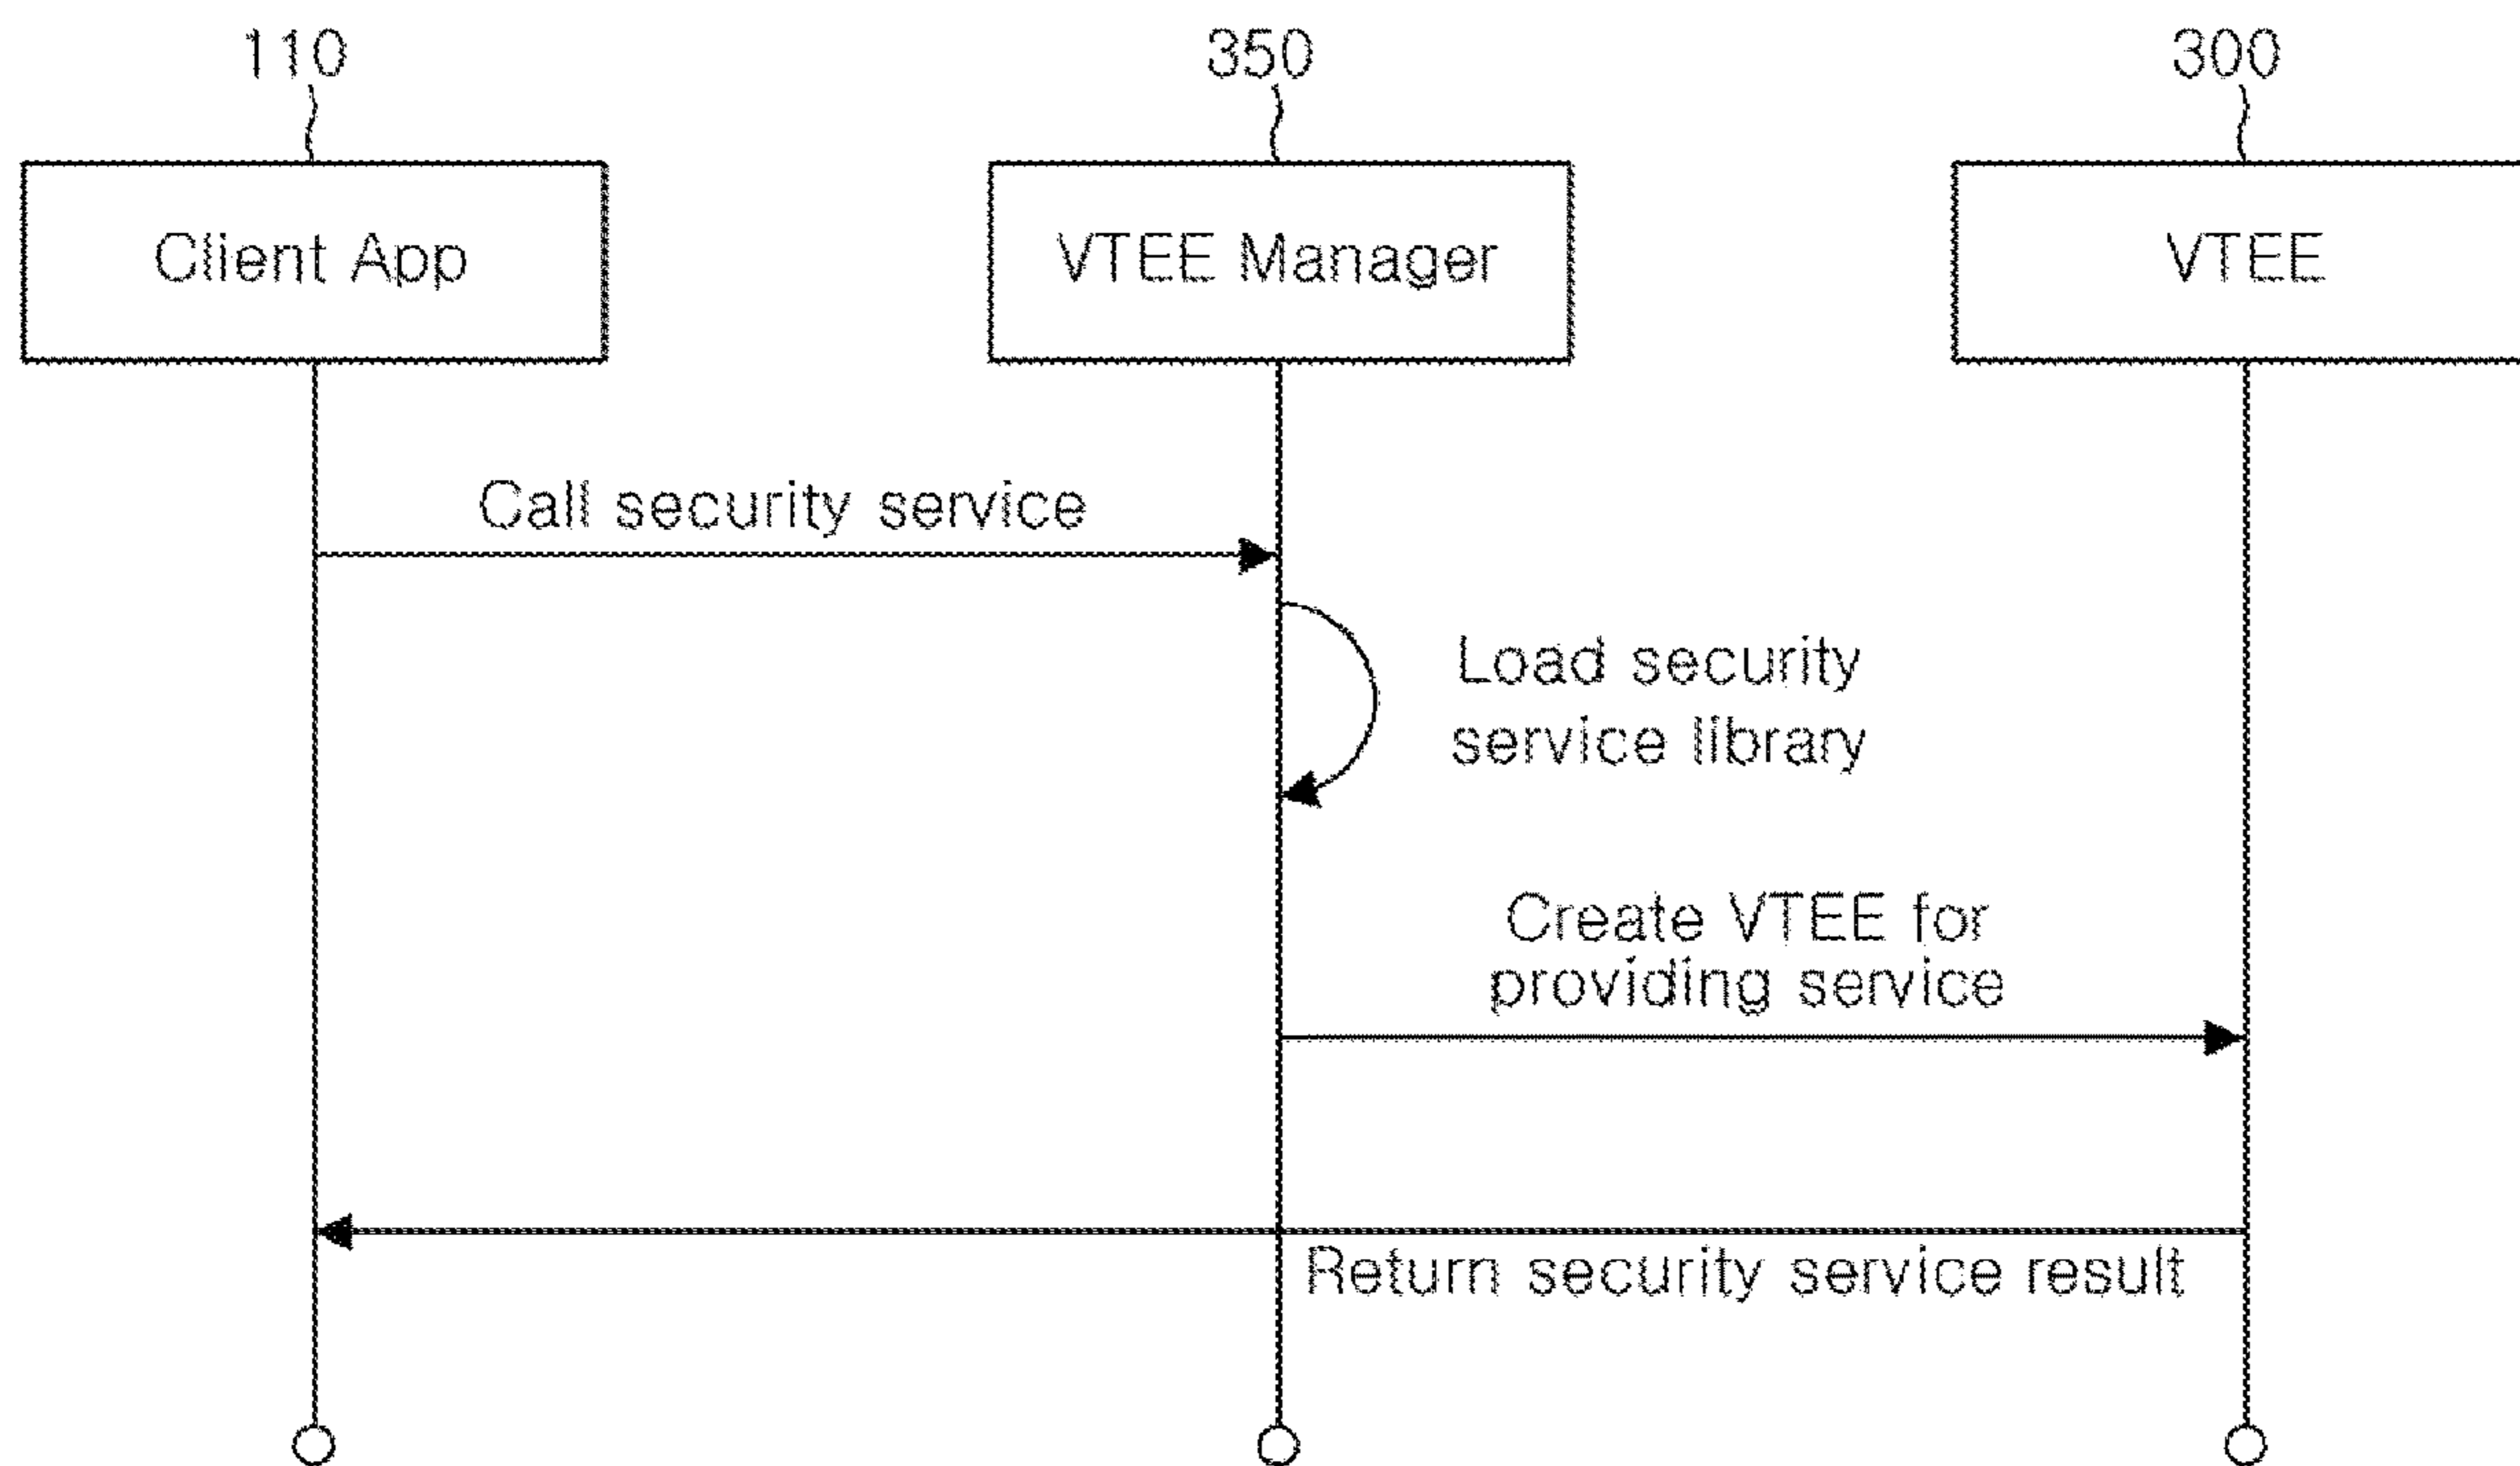 110
350
300
Client App
VTEE Manager
VTEE
Call security service
Load security
service library
Create VTEE for
providing service
Return security service result